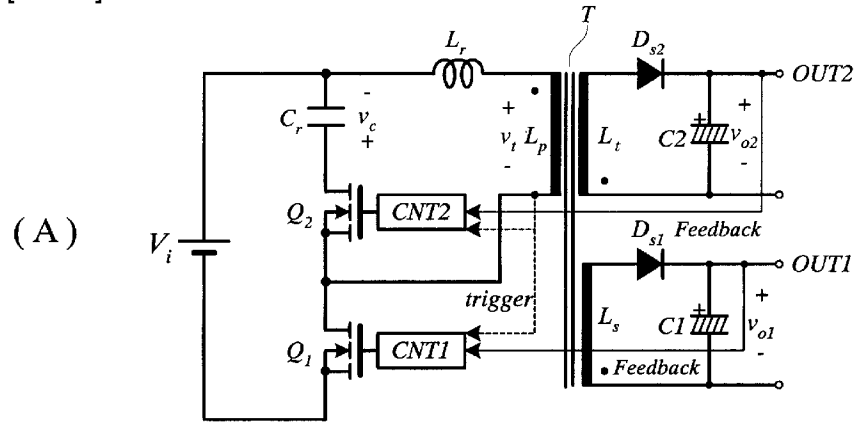 T
L_r
D_s2
OUT2
-
C_r
v_c
+
+
v_t
L_p
-
L_t
+
C2
+
v_o2
-
Q_2
CNT2
(A)
V_i
D_s1
Feedback
OUT1
trigger
L_s
+
C1
+
v_o1
-
Q_1
CNT1
Feedback